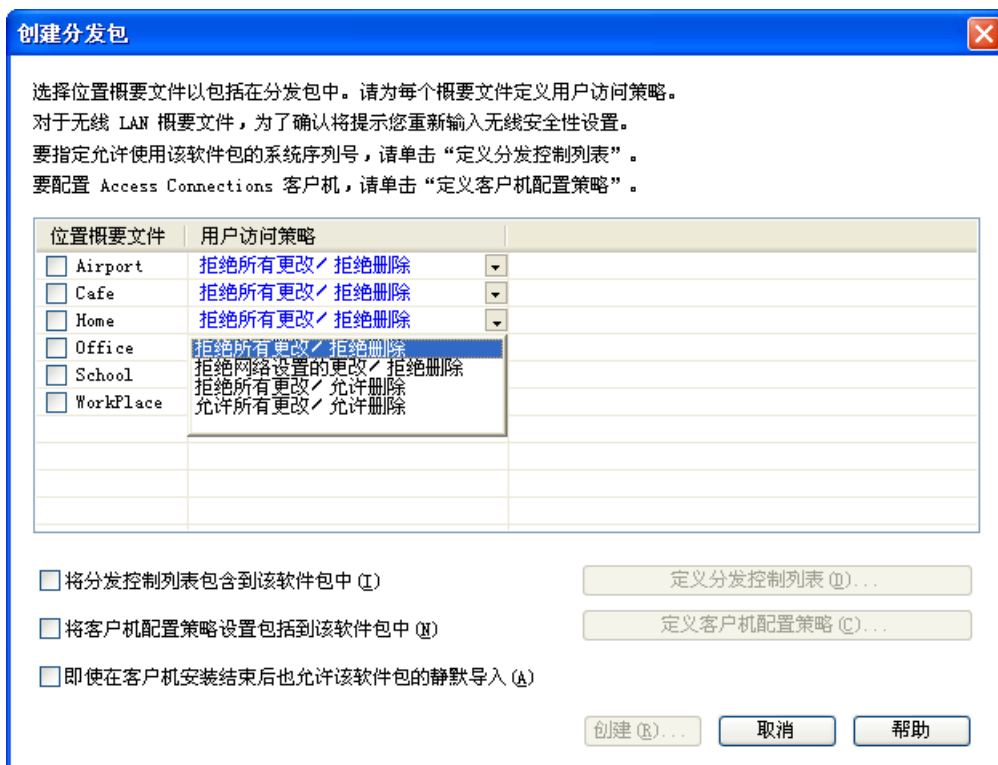 创建分发包
选择位置概要文件以包括在分发包中。请为每个概要文件定义用户访问策略。
对于无线 LAN 概要文件，为了确认将提示您重新输入无线安全性设置。
要指定允许使用该软件包的系统序列号，请单击“定义分发控制列表”。
要配置 Access Connections 客户机，请单击“定义客户机配置策略”。
位置概要文件 用户访问策略
Airport 拒绝所有更改/ 拒绝删除
Cafe 拒绝所有更改/ 拒绝删除
Home 拒绝所有更改/ 拒绝删除
Office 拒绝所有更改/ 拒绝删除
拒绝网络设置的更改/ 拒绝删除
School 拒绝所有更改/ 允许删除
WorkPlace 允许所有更改/ 允许删除
将分发控制列表包含到该软件包中(I) 定义分发控制列表(D)...
将客户机配置策略设置包括到该软件包中(N) 定义客户机配置策略(C)...
即使在客户机安装结束后也允许该软件包的静默导入(A)
创建(R)... 取消 帮助